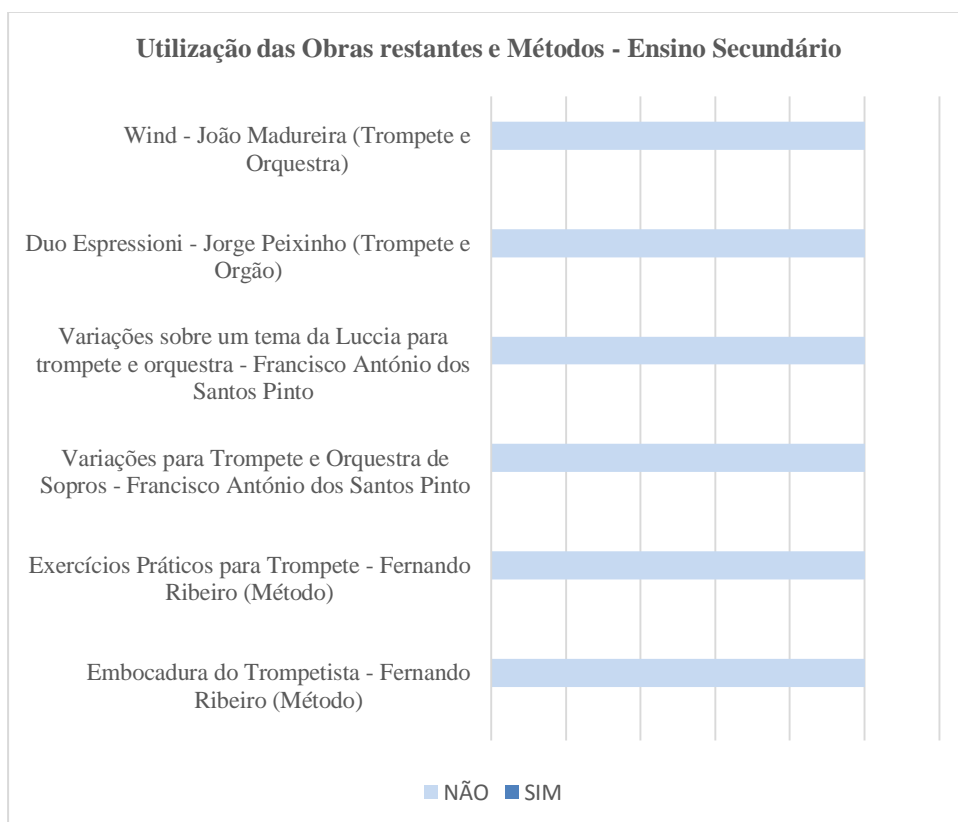 Utilização das Obras restantes e Métodos - Ensino Secundário
Wind - João Madureira (Trompete e
Orquestra)
Duo Espressioni - Jorge Peixinho (Trompete e
Orgão)
Variações sobre um tema da Luccia para
trompete e orquestra - Francisco António dos
Santos Pinto
Variações para Trompete e Orquestra de
Sopros - Francisco António dos Santos Pinto
Exercícios Práticos para Trompete - Fernando
Ribeiro (Método)
Embocadura do Trompetista - Fernando
Ribeiro (Método)
NÃO SIM